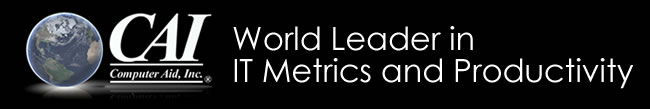 CAI
Computer Aid, Inc.®
World Leader in
IT Metrics and Productivity